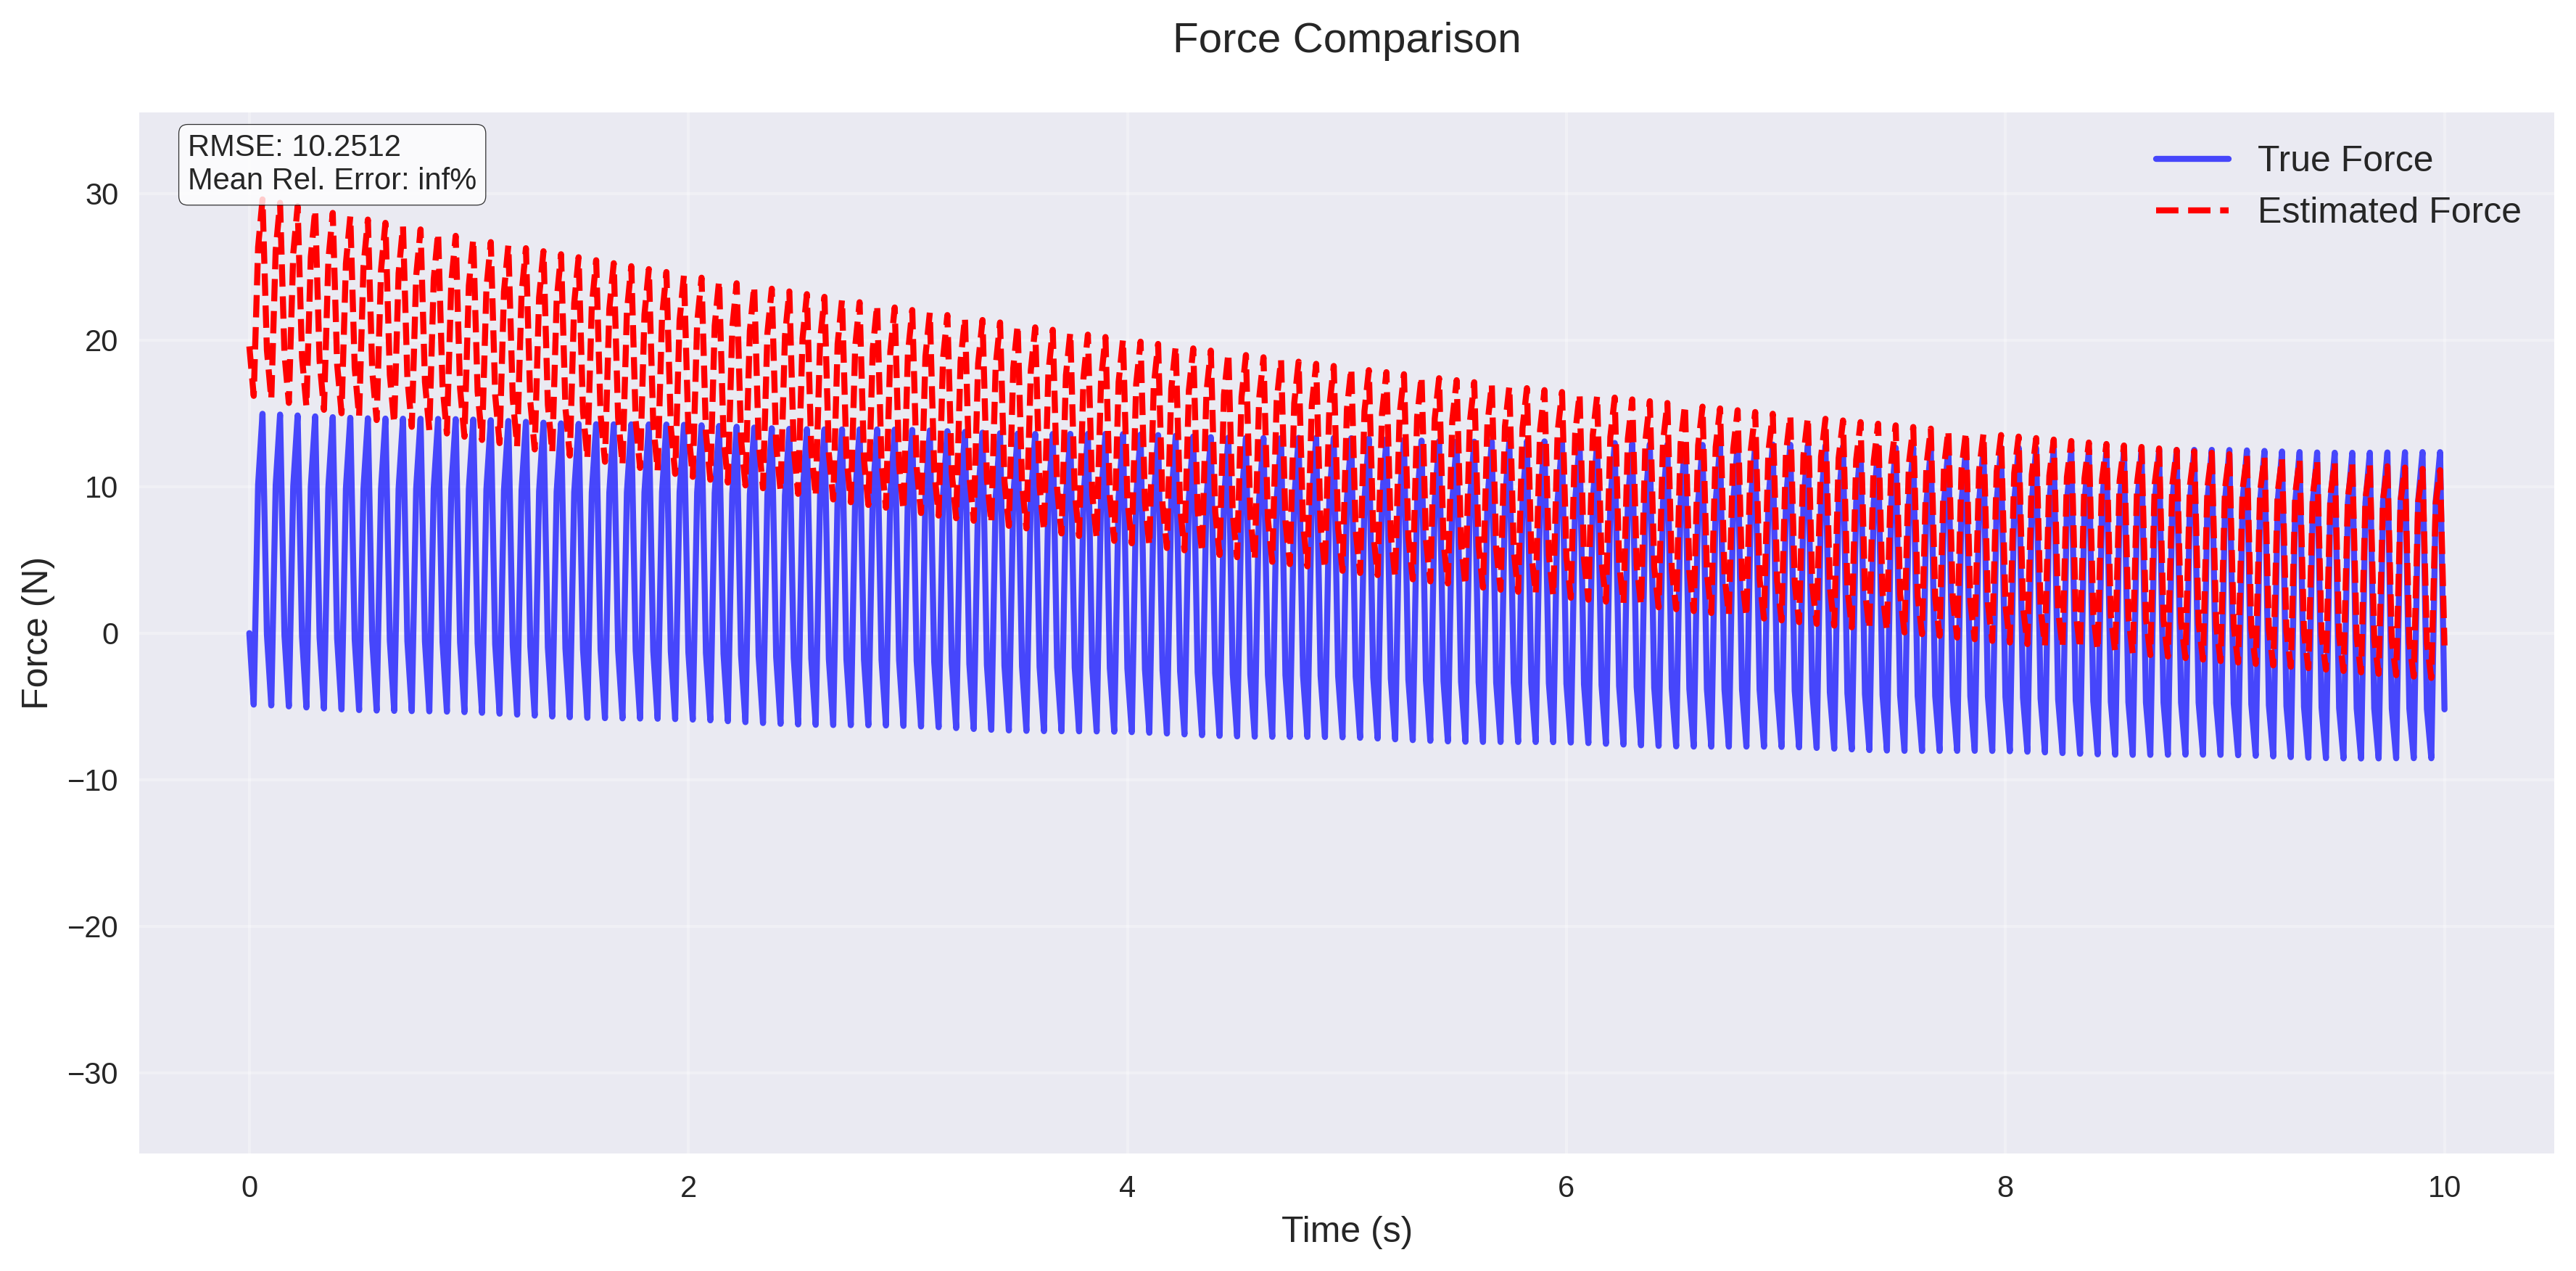 Force Comparison
RMSE: 10.2512
Mean Rel. Error: inf%
True Force
Estimated Force
Force (N)
30
20
10
0
−10
−20
−30
0
2
4
6
8
10
Time (s)